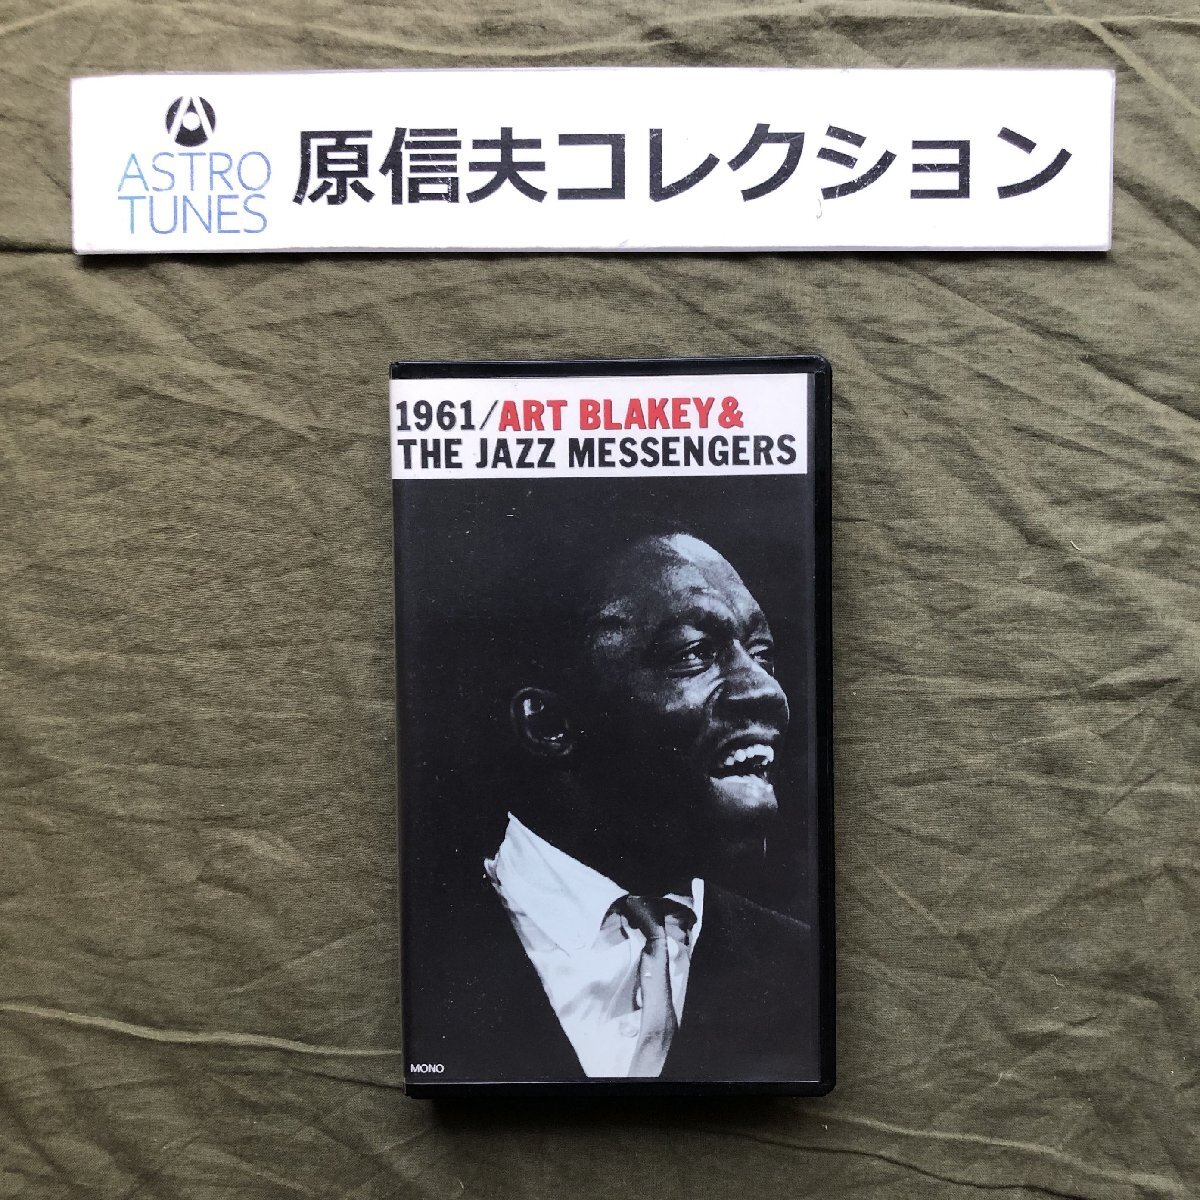 ASTRO
TUNES
原信夫コレクション
1961/ART BLAKEY&
THE JAZZ MESSENGERS
MONO